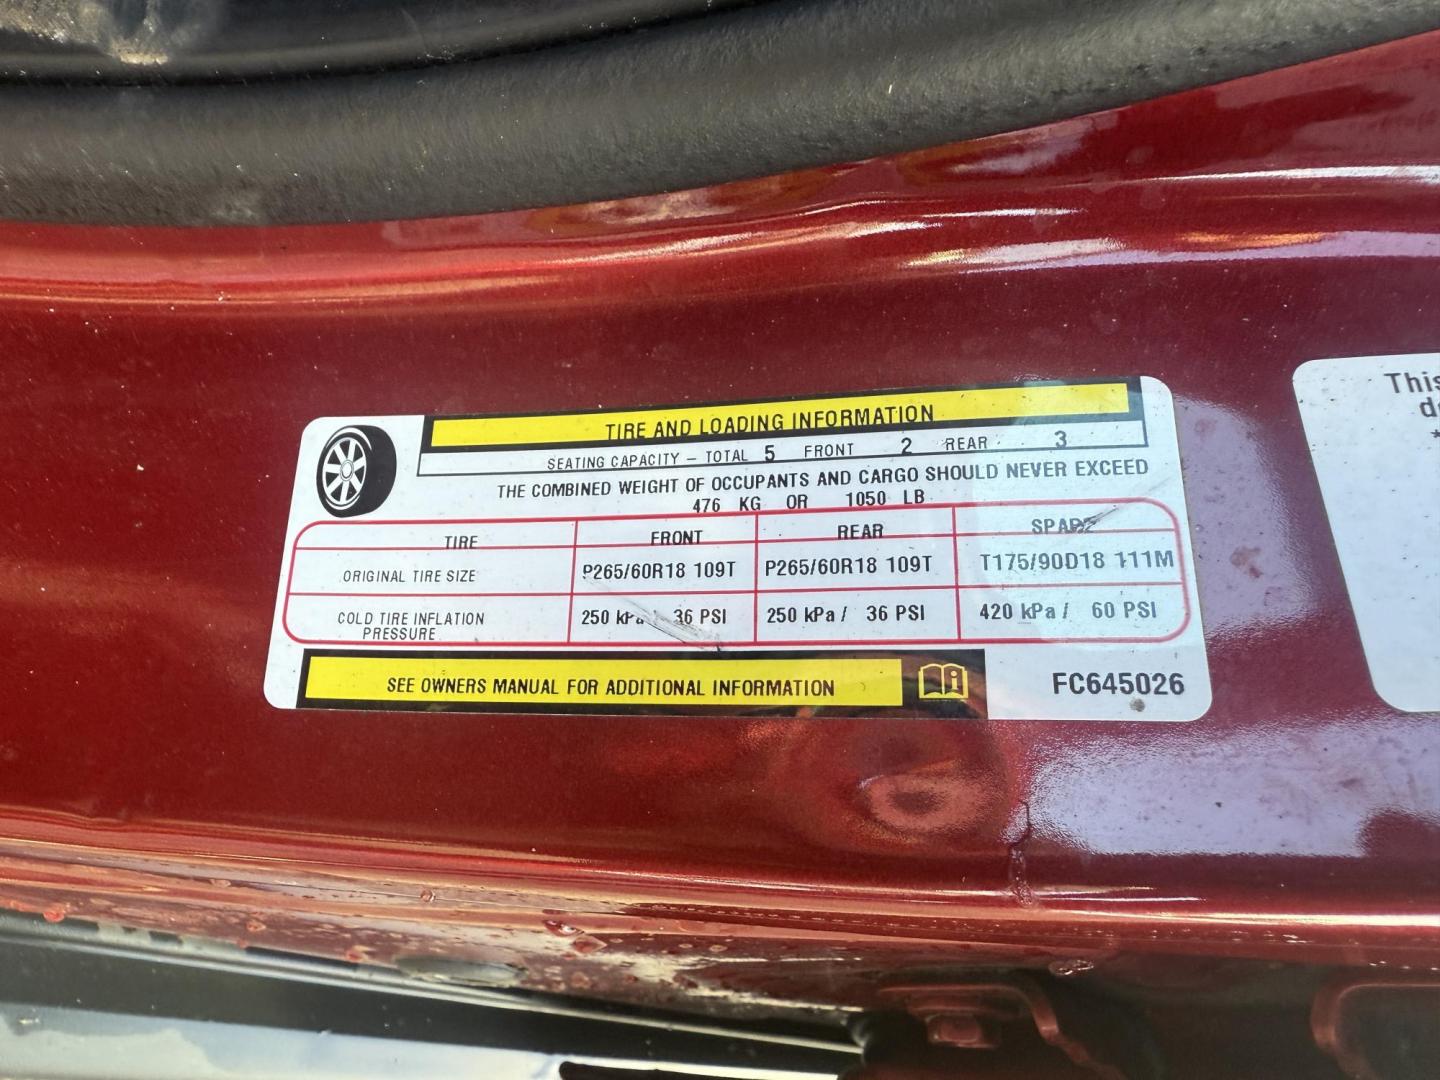 TIRE AND LOADING INFORMATION
SEATING CAPACITY – TOTAL 5 FRONT 2 REAR 3
THE COMBINED WEIGHT OF OCCUPANTS AND CARGO SHOULD NEVER EXCEED
476 KG OR 1050 LB
TIRE FRONT REAR SPARE
ORIGINAL TIRE SIZE P265/60R18 109T P265/60R18 109T T175/90D18 111M
COLD TIRE INFLATION PRESSURE 250 kPa / 36 PSI 250 kPa / 36 PSI 420 kPa / 60 PSI
SEE OWNERS MANUAL FOR ADDITIONAL INFORMATION
FC645026
This
*